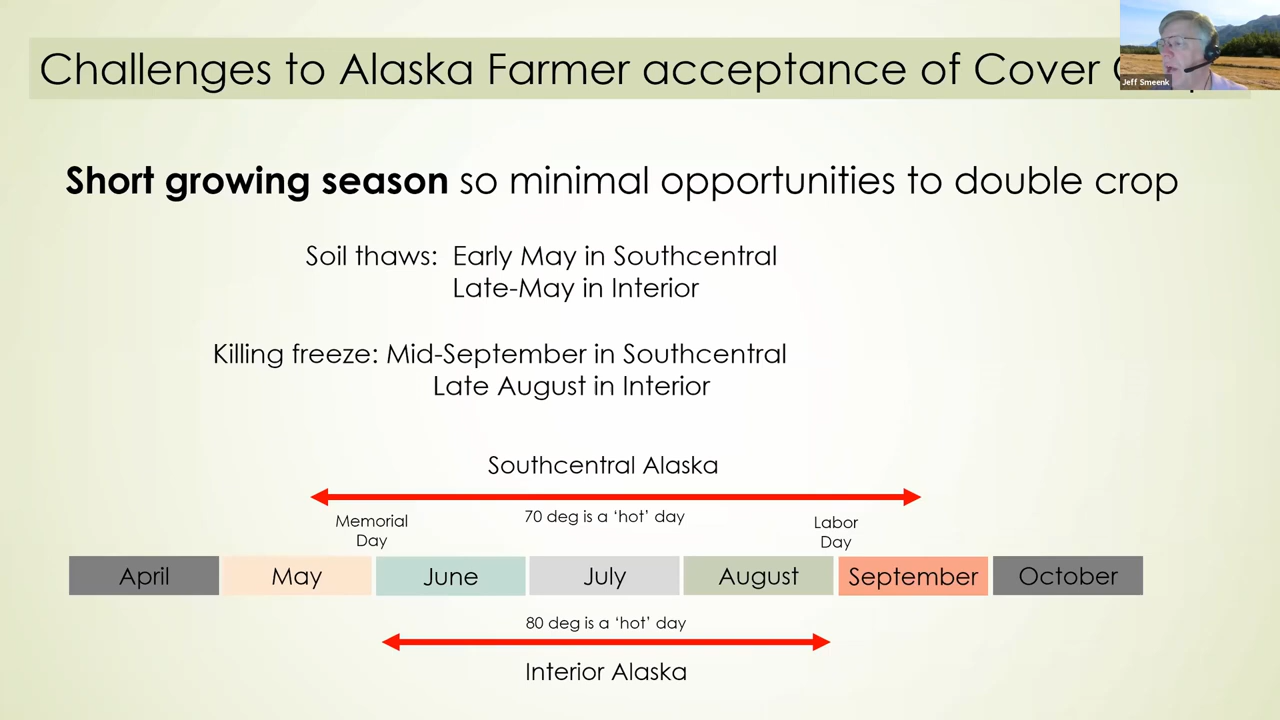 Challenges to Alaska Farmer acceptance of Cover
Jeff Smeenk
Short growing season so minimal opportunities to double crop
Soil thaws: Early May in Southcentral
Late-May in Interior
Killing freeze: Mid-September in Southcentral
Late August in Interior
Southcentral Alaska
70 deg is a ‘hot’ day
Memorial
Day
Labor
Day
April May June July August September October
80 deg is a ‘hot’ day
Interior Alaska